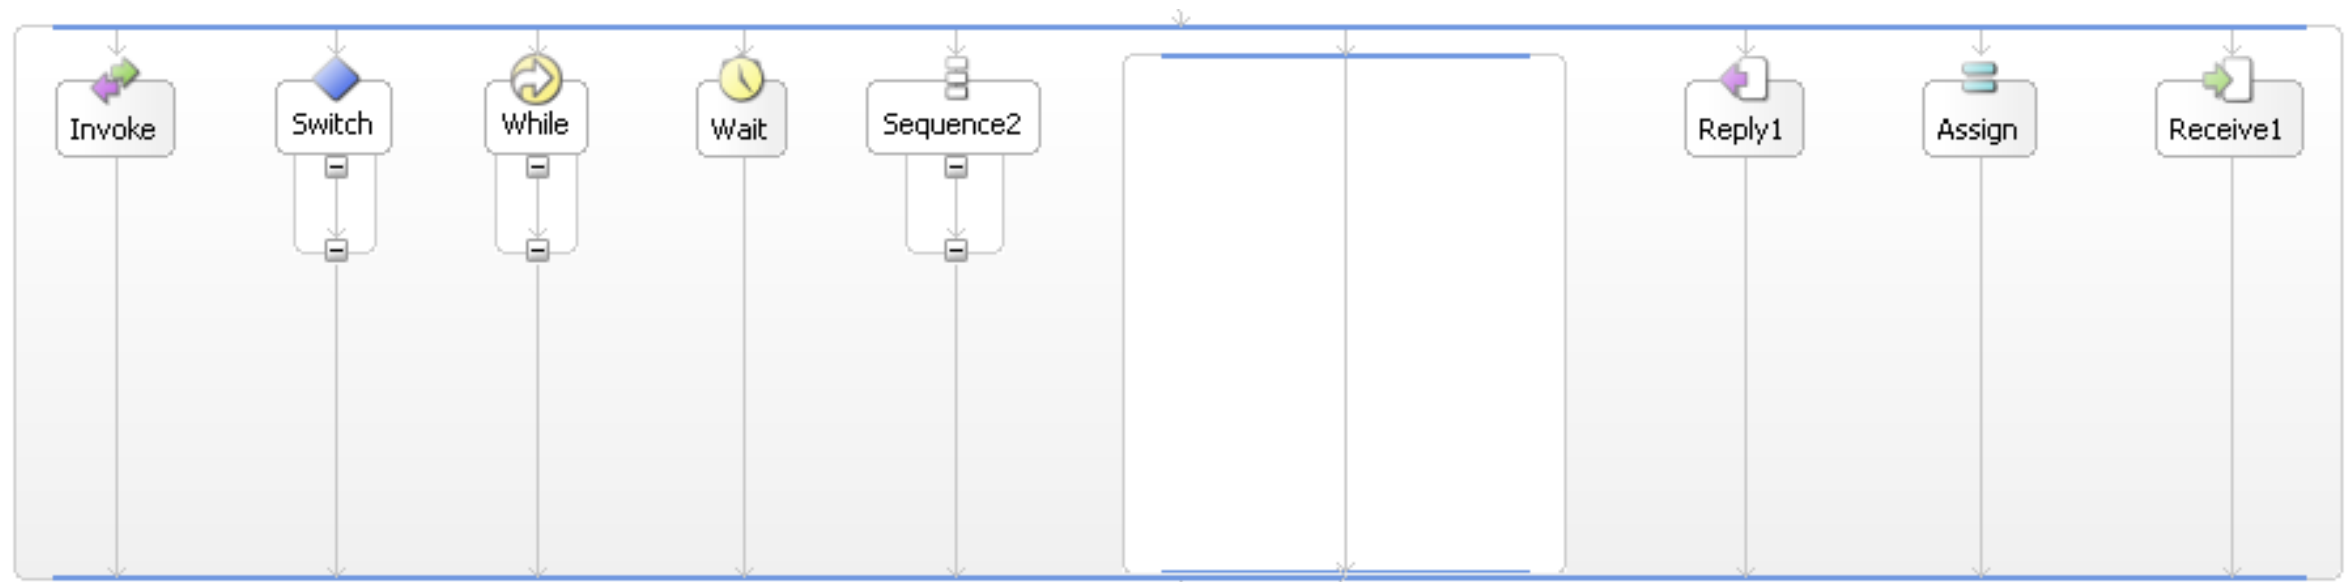 Invoke
Switch
While
Wait
Sequence2
Reply1
Assign
Receive1